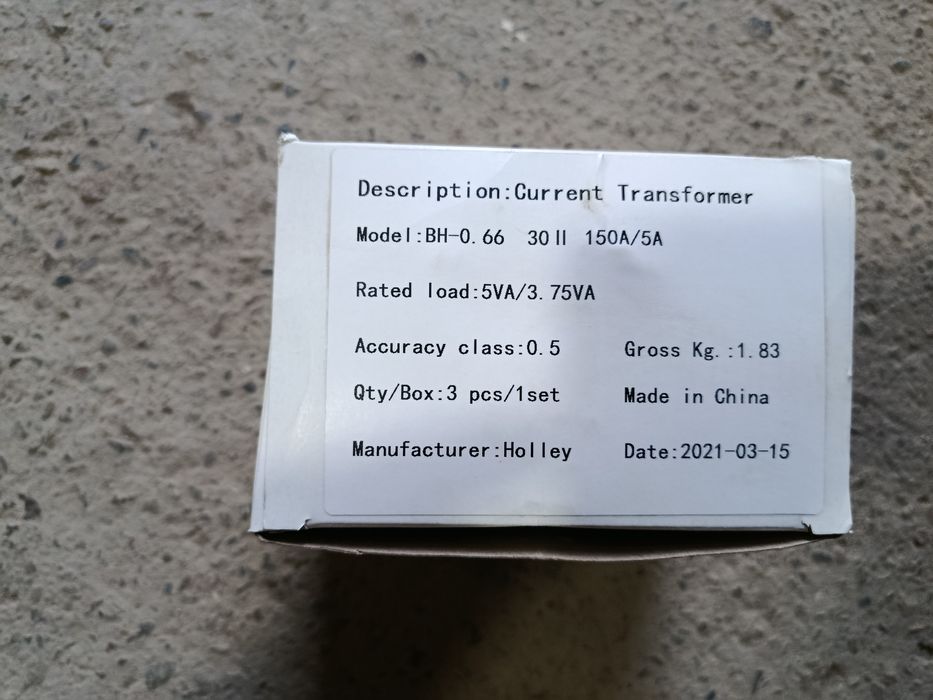 Description:Current Transformer
Model:BH-0.66 30II 150A/5A
Rated load:5VA/3.75VA
Accuracy class:0.5 Gross Kg.:1.83
Qty/Box:3 pcs/1set Made in China
Manufacturer:Holley Date:2021-03-15